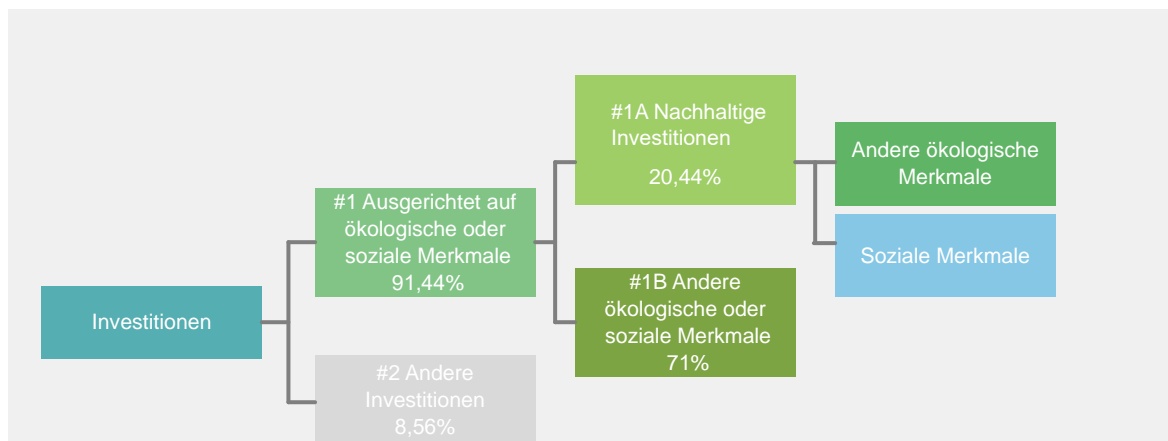 Investitionen
#1 Ausgerichtet auf
ökologische oder
soziale Merkmale
91,44%
#2 Andere
Investitionen
8,56%
#1A Nachhaltige
Investitionen
20,44%
#1B Andere
ökologische oder
soziale Merkmale
71%
Andere ökologische
Merkmale
Soziale Merkmale